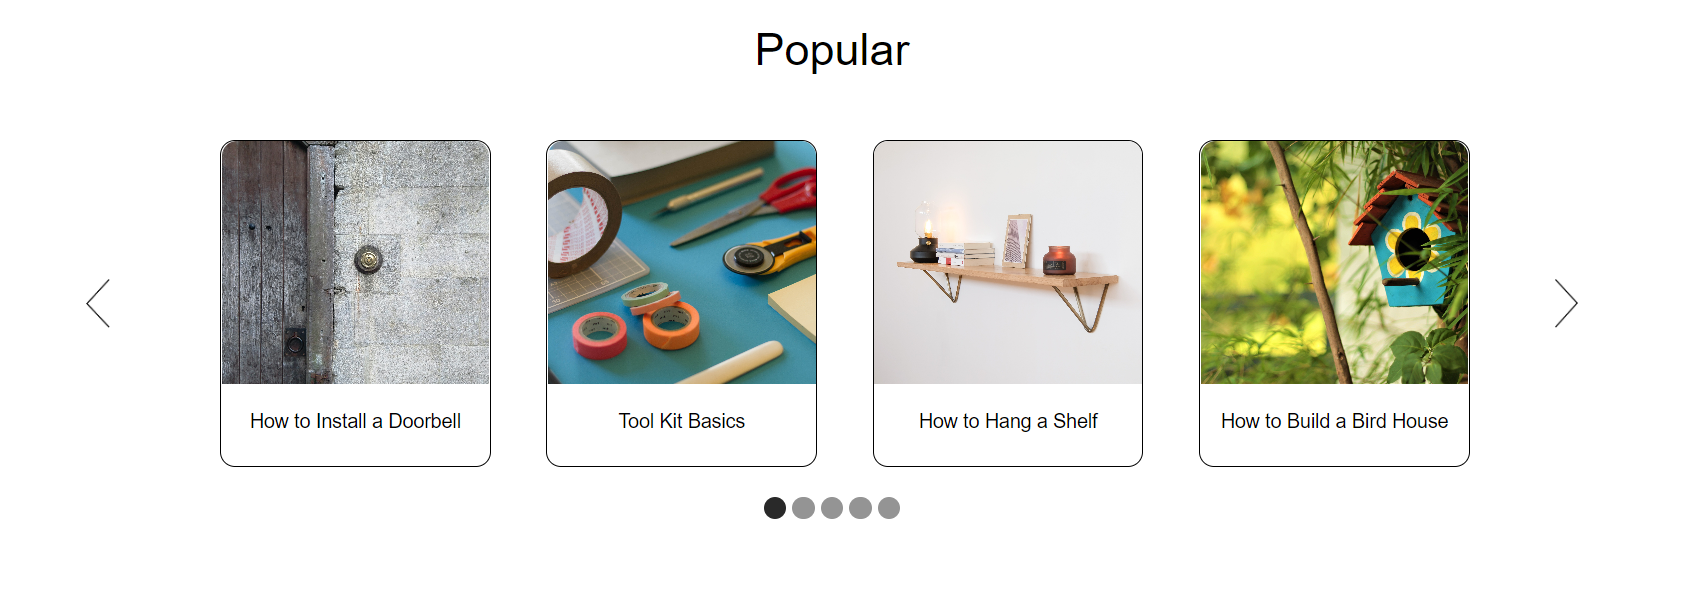 Popular
How to Install a Doorbell
Tool Kit Basics
How to Hang a Shelf
How to Build a Bird House